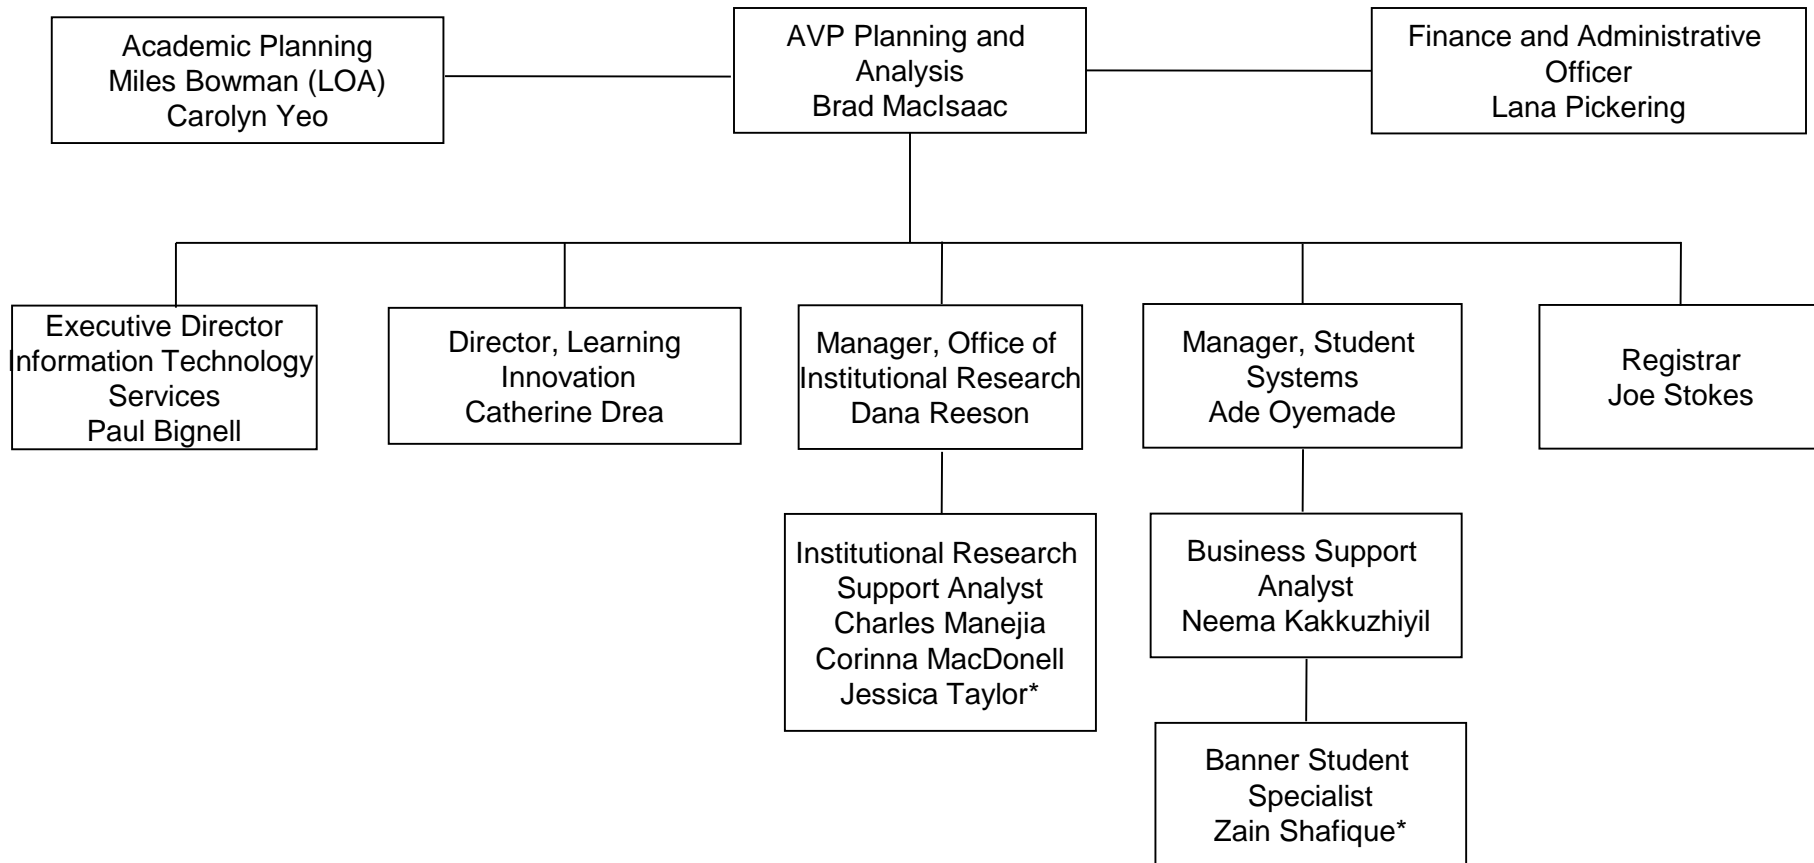 Academic Planning
Miles Bowman (LOA)
Carolyn Yeo
AVP Planning and
Analysis
Brad MacIsaac
Finance and Administrative
Officer
Lana Pickering
Executive Director
Information Technology
Services
Paul Bignell
Director, Learning
Innovation
Catherine Drea
Manager, Office of
Institutional Research
Dana Reeson
Manager, Student
Systems
Ade Oyemade
Registrar
Joe Stokes
Institutional Research
Support Analyst
Charles Manejia
Corinna MacDonell
Jessica Taylor*
Business Support
Analyst
Neema Kakkuzhiyil
Banner Student
Specialist
Zain Shafique*